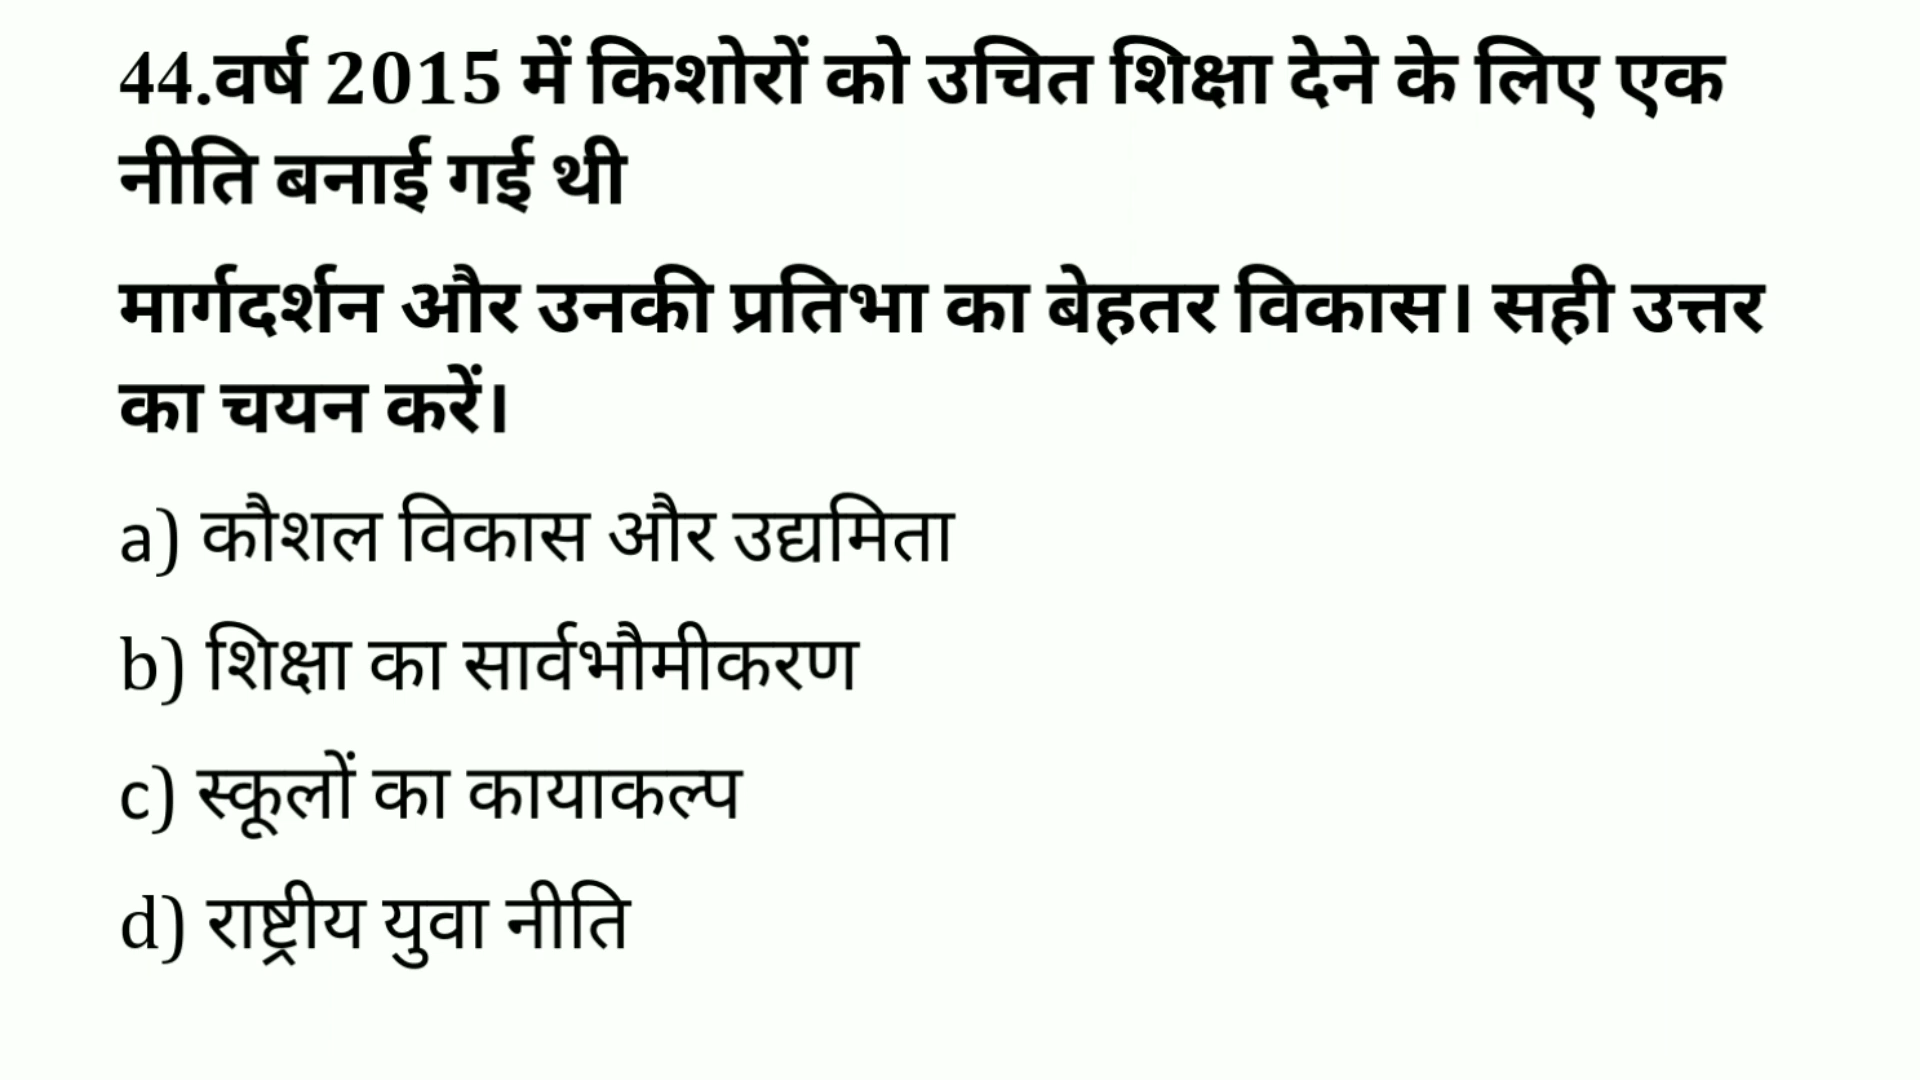 44.वर्ष 2015 में किशोरों को उचित शिक्षा देने के लिए एक
नीति बनाई गई थी
मार्गदर्शन और उनकी प्रतिभा का बेहतर विकास। सही उत्तर
का चयन करें।
a) कौशल विकास और उद्यमिता
b) शिक्षा का सार्वभौमीकरण
c) स्कूलों का कायाकल्प
d) राष्ट्रीय युवा नीति